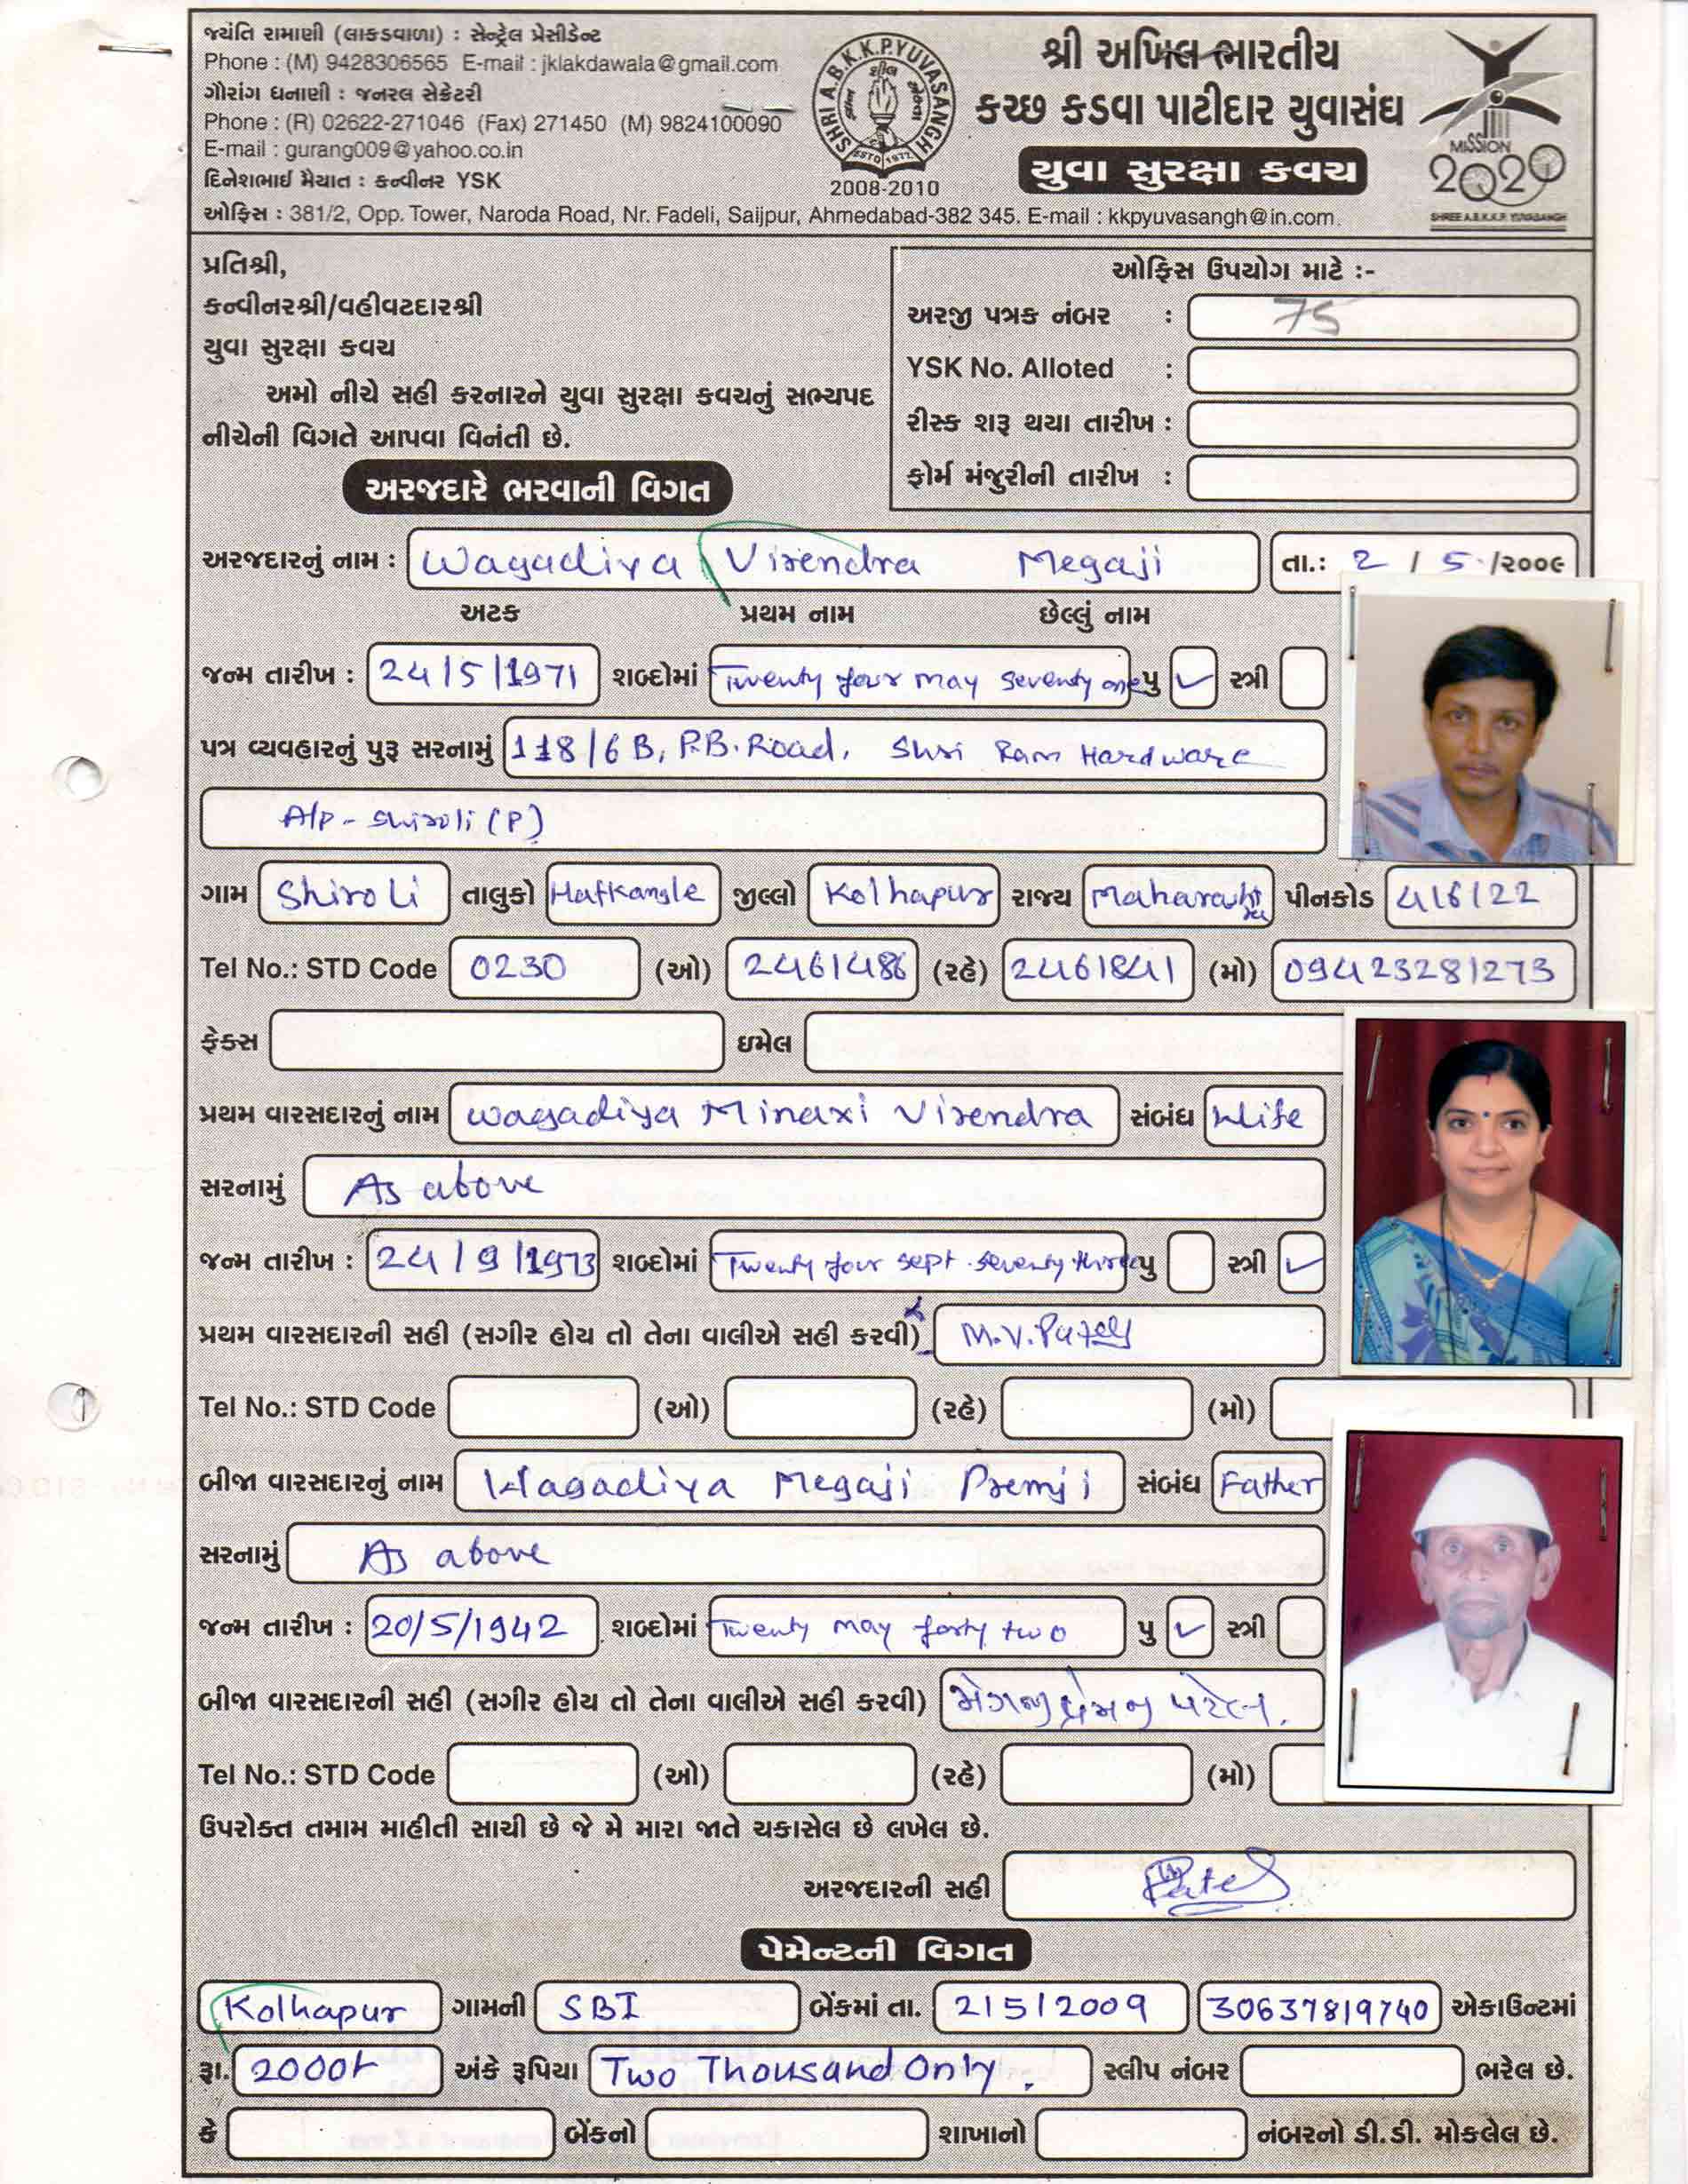 જયંતિ રામાણી (લાકડાવાળા) : સેન્ટ્રેલ પ્રેસીડેન્ટ
Phone : (M) 9428306565 E-mail : jklakdawala@gmail.com
ગૌરાંગ ધનાણી : જનરલ સેક્રેટરી
Phone : (R) 02622-271046 (Fax) 271450 (M) 9824100090
E-mail : gurang009@yahoo.co.in
દિનેશભાઈ મૈયાત : કન્વીનર YSK
SHRI A.B.K.K.P. YUVASANGH
ESTD 1977
2008-2010
શ્રી અખિલ ભારતીય
કચ્છ કડવા પાટીદાર યુવાસંઘ
યુવા સુરક્ષા કવચ
MISSION
2020
SHREE A.B.K.K.P. YUVASANGH
ઓફિસ : 381/2, Opp. Tower, Naroda Road, Nr. Fadeli, Saijpur, Ahmedabad-382 345. E-mail : kkpyuvasangh@in.com.
પ્રતિશ્રી,
કન્વીનરશ્રી/વહીવટદારશ્રી
યુવા સુરક્ષા કવચ
અમો નીચે સહી કરનારને યુવા સુરક્ષા કવચનું સભ્યપદ
નીચેની વિગતે આપવા વિનંતી છે.
ઓફિસ ઉપયોગ માટે :-
અરજી પત્રક નંબર : 75
YSK No. Alloted :
રીસ્ક શરૂ થયા તારીખ :
ફોર્મ મંજુરીની તારીખ :
અરજદારે ભરવાની વિગત
અરજદારનું નામ : Wagadiya Virendra Megaji તા.: 2 / 5 /૨૦૦૯
અટક પ્રથમ નામ છેલ્લું નામ
જન્મ તારીખ : 24/5/1971 શબ્દોમાં Twenty four may seventy one પુ ✓ સ્ત્રી
પત્ર વ્યવહારનું પુરૂ સરનામું 118/6 B, P.B. Road, Shri Ram Hardware
A/p - Shiroli (P)
ગામ Shiroli તાલુકો Hatkangle જીલ્લો Kolhapur રાજ્ય Maharashtra પીનકોડ 416122
Tel No.: STD Code 0230 (ઓ) 2461486 (રહે) 2461841 (મો) 09423281273
ફેક્સ ઇમેલ
પ્રથમ વારસદારનું નામ Wagadiya Minaxi Virendra સંબંધ Wife
સરનામું As above
જન્મ તારીખ : 24/9/1973 શબ્દોમાં Twenty four sept. seventy three પુ સ્ત્રી ✓
પ્રથમ વારસદારની સહી (સગીર હોય તો તેના વાલીએ સહી કરવી) M.V.Patel
Tel No.: STD Code (ઓ) (રહે) (મો)
બીજા વારસદારનું નામ Wagadiya Megaji Premji સંબંધ Father
સરનામું As above
જન્મ તારીખ : 20/5/1942 શબ્દોમાં Twenty may forty two પુ ✓ સ્ત્રી
બીજા વારસદારની સહી (સગીર હોય તો તેના વાલીએ સહી કરવી) મેગજી પ્રેમજી પટેલ.
Tel No.: STD Code (ઓ) (રહે) (મો)
ઉપરોક્ત તમામ માહીતી સાચી છે જે મે મારા જાતે ચકાસેલ છે લખેલ છે.
અરજદારની સહી Patel
પેમેન્ટની વિગત
Kolhapur ગામની SBI બેંકમાં તા. 2/5/2009 30637819740 એકાઉન્ટમાં
રૂા. 2000/- અંકે રૂપિયા Two Thousand Only. સ્લીપ નંબર ભરેલ છે.
કે બેંકનો શાખાનો નંબરનો ડી.ડી. મોકલેલ છે.